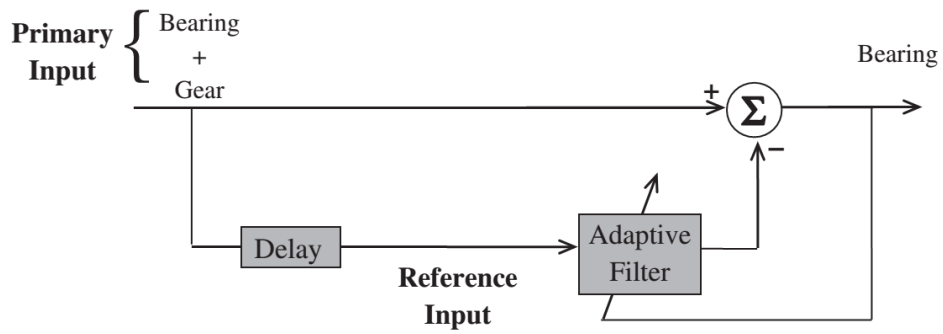 Primary
Input
Bearing
+
Gear
Bearing
+
Σ
−
Delay
Adaptive
Filter
Reference
Input